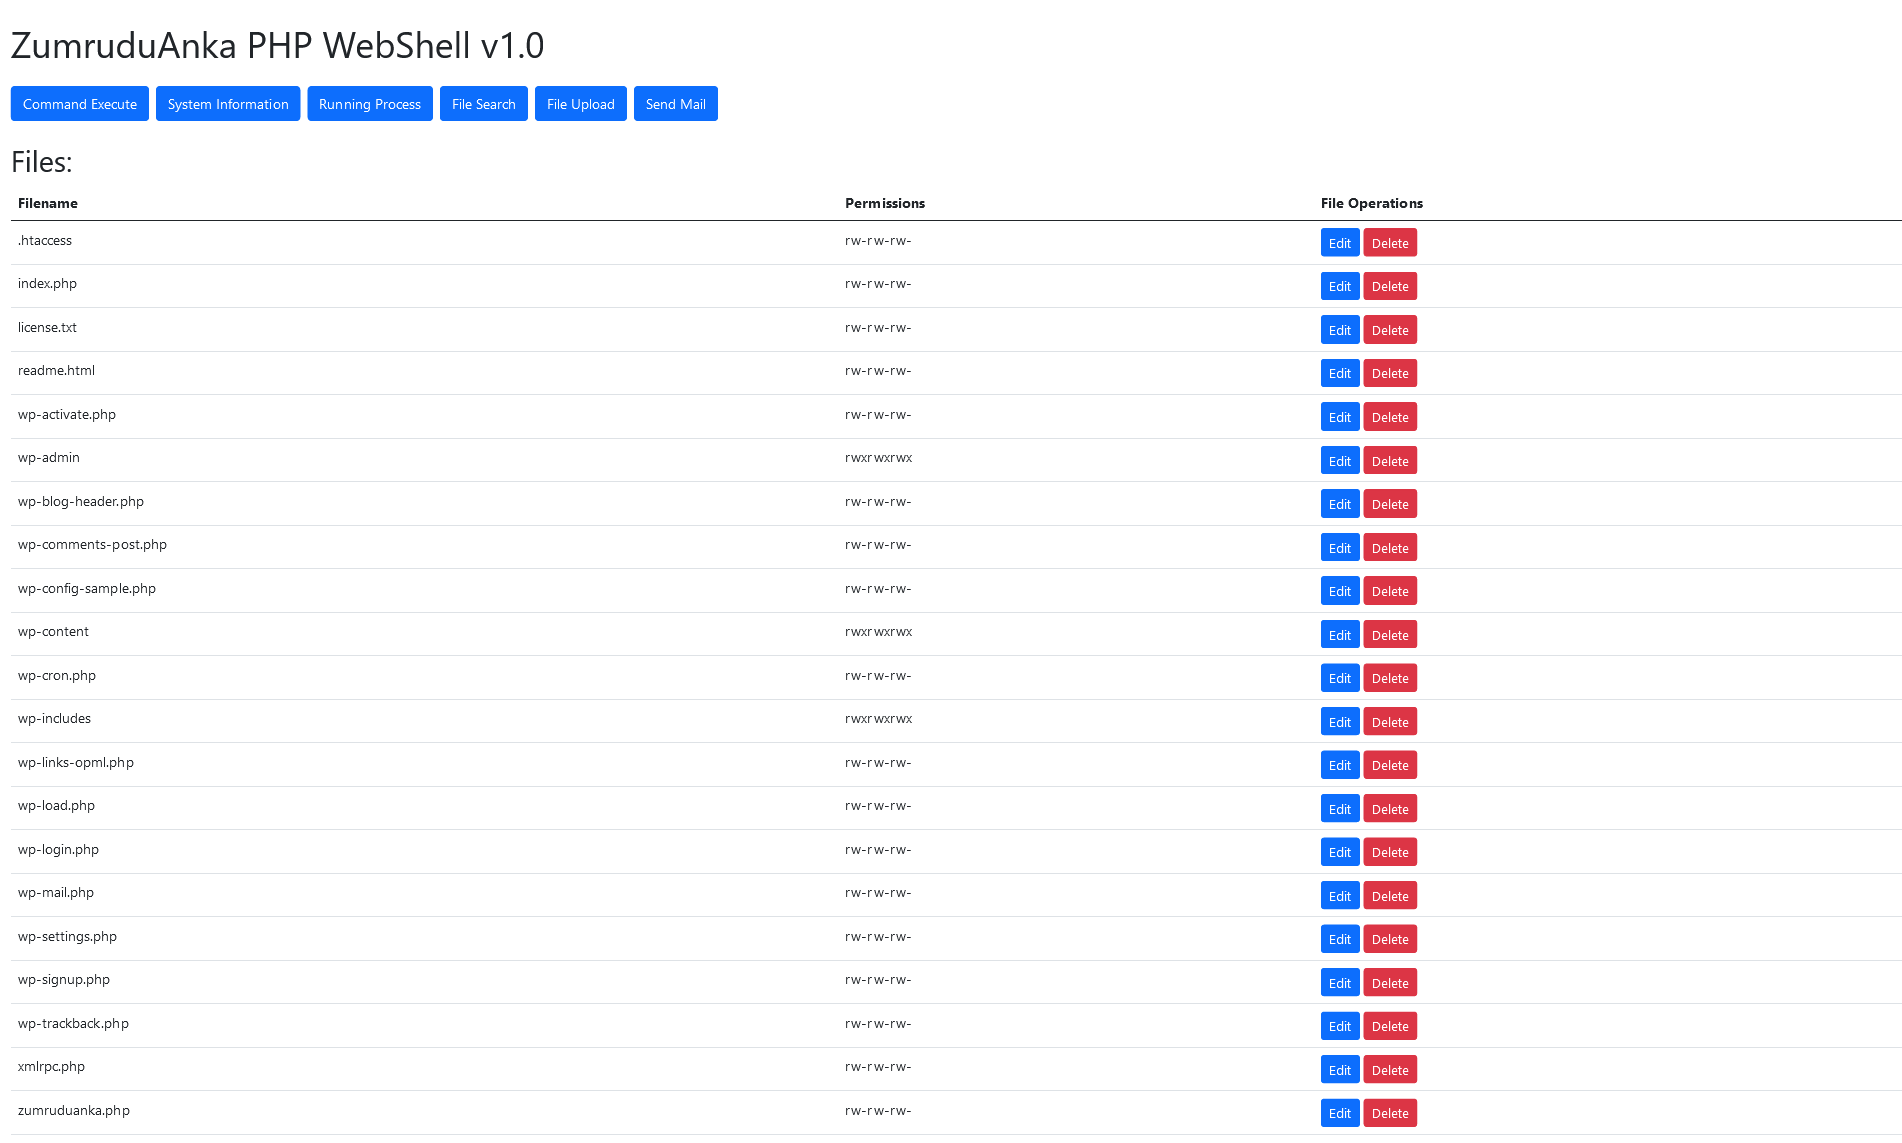 ZumruduAnka PHP WebShell v1.0
Command Execute System Information Running Process File Search File Upload Send Mail
Files:
Filename Permissions File Operations
.htaccess rw-rw-rw- Edit Delete
index.php rw-rw-rw- Edit Delete
license.txt rw-rw-rw- Edit Delete
readme.html rw-rw-rw- Edit Delete
wp-activate.php rw-rw-rw- Edit Delete
wp-admin rwxrwxrwx Edit Delete
wp-blog-header.php rw-rw-rw- Edit Delete
wp-comments-post.php rw-rw-rw- Edit Delete
wp-config-sample.php rw-rw-rw- Edit Delete
wp-content rwxrwxrwx Edit Delete
wp-cron.php rw-rw-rw- Edit Delete
wp-includes rwxrwxrwx Edit Delete
wp-links-opml.php rw-rw-rw- Edit Delete
wp-load.php rw-rw-rw- Edit Delete
wp-login.php rw-rw-rw- Edit Delete
wp-mail.php rw-rw-rw- Edit Delete
wp-settings.php rw-rw-rw- Edit Delete
wp-signup.php rw-rw-rw- Edit Delete
wp-trackback.php rw-rw-rw- Edit Delete
xmlrpc.php rw-rw-rw- Edit Delete
zumruduanka.php rw-rw-rw- Edit Delete